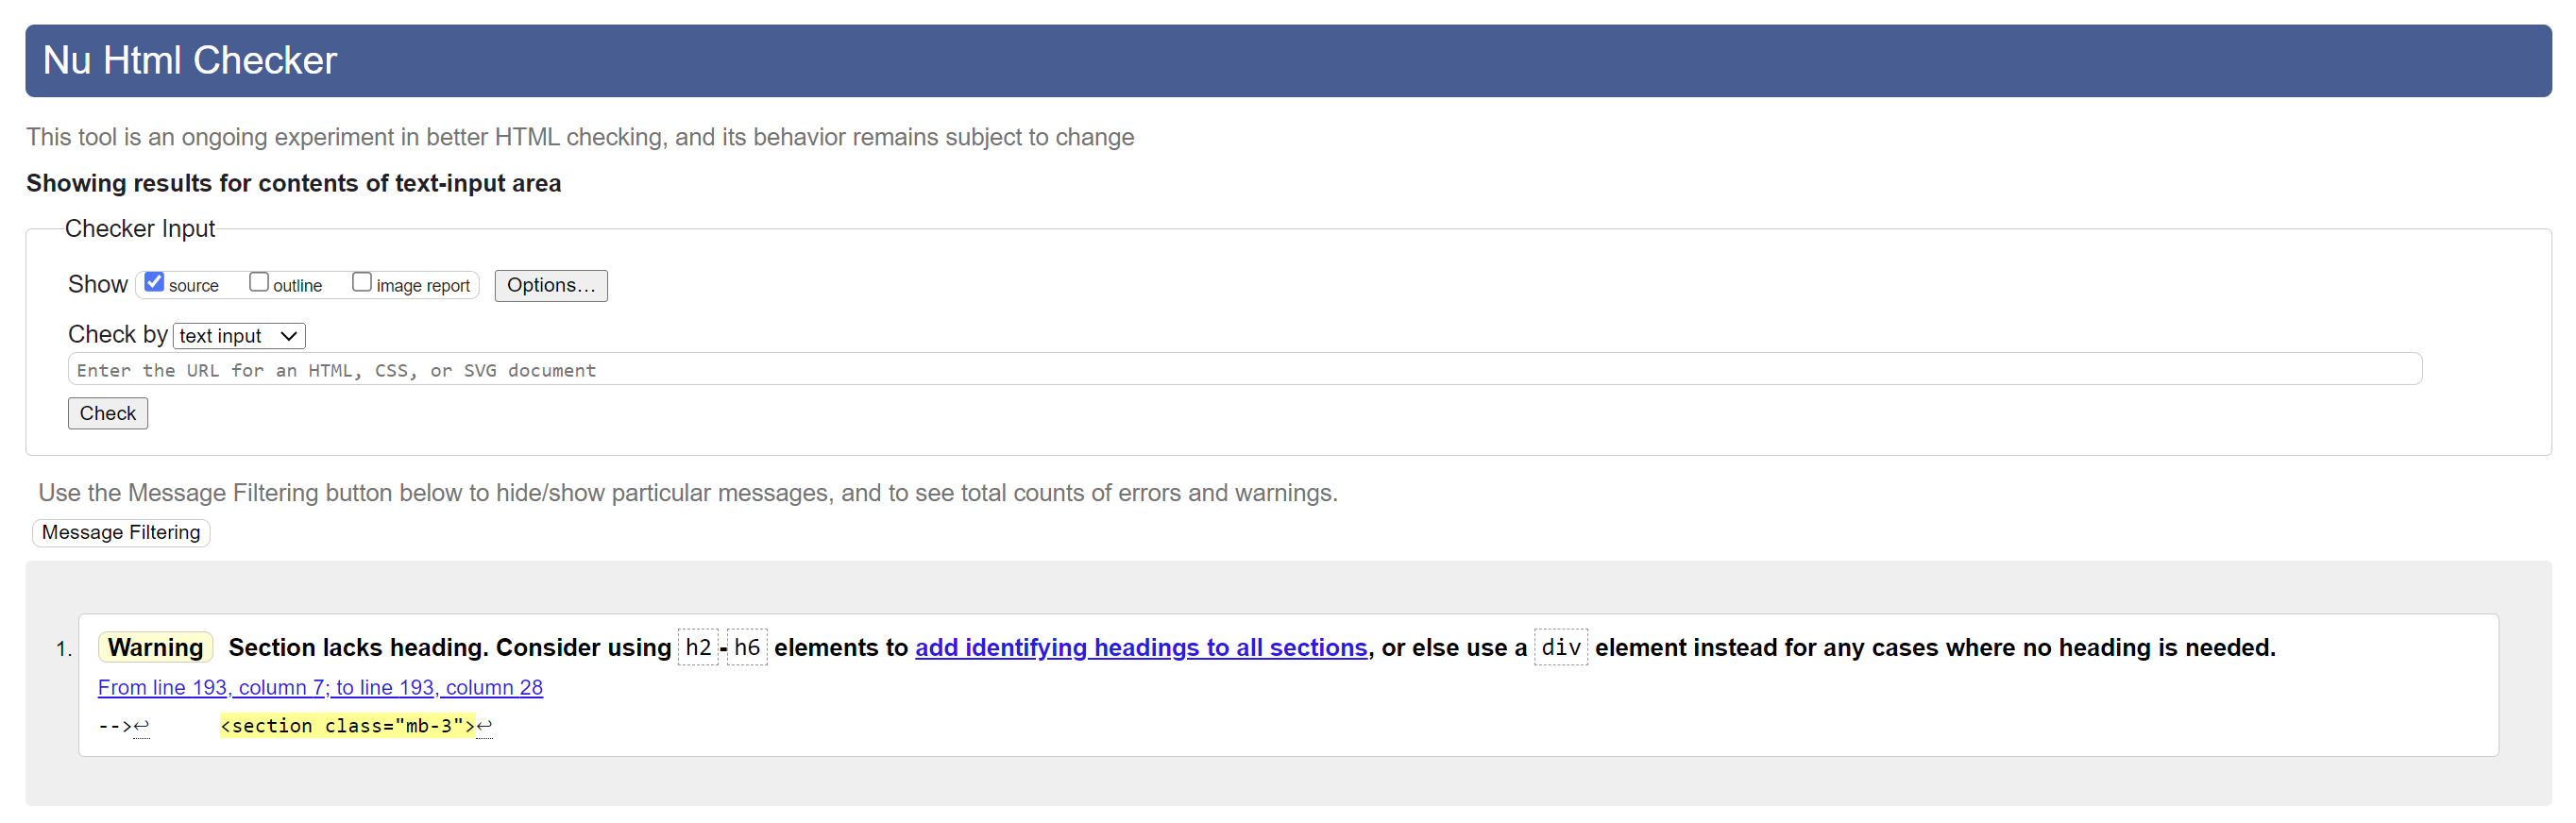 Nu Html Checker
This tool is an ongoing experiment in better HTML checking, and its behavior remains subject to change
Showing results for contents of text-input area
Checker Input
Show source outline image report Options...
Check by text input
Enter the URL for an HTML, CSS, or SVG document
Check
Use the Message Filtering button below to hide/show particular messages, and to see total counts of errors and warnings.
Message Filtering
1. Warning Section lacks heading. Consider using h2-h6 elements to add identifying headings to all sections, or else use a div element instead for any cases where no heading is needed.
From line 193, column 7; to line 193, column 28
-->↩ <section class="mb-3">↩